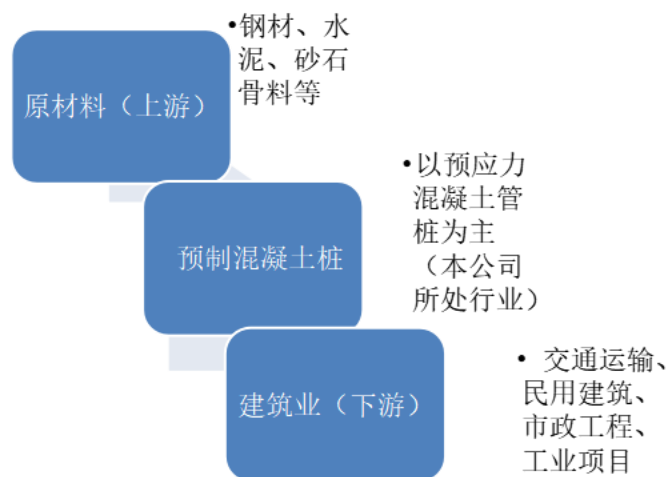 原材料（上游）
•钢材、水
泥、砂石
骨料等
预制混凝土桩
•以预应力
混凝土管
桩为主
（本公司
所处行业）
建筑业（下游）
• 交通运输、
民用建筑、
市政工程、
工业项目